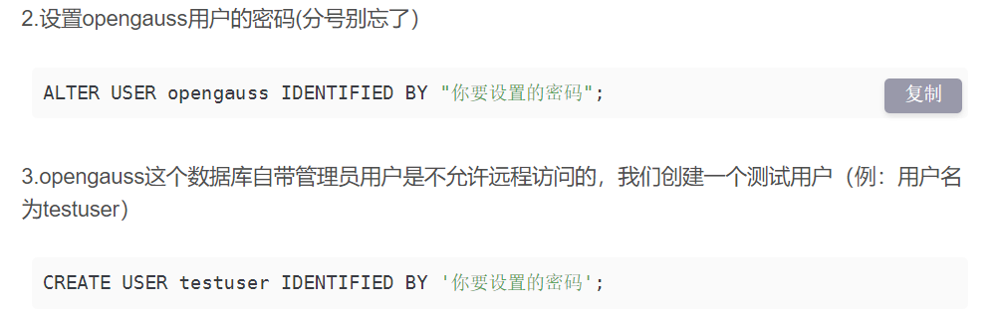 2.设置opengauss用户的密码(分号别忘了)
ALTER USER opengauss IDENTIFIED BY "你要设置的密码";
复制
3.opengauss这个数据库自带管理员用户是不允许远程访问的，我们创建一个测试用户（例：用户名
为testuser）
CREATE USER testuser IDENTIFIED BY '你要设置的密码';